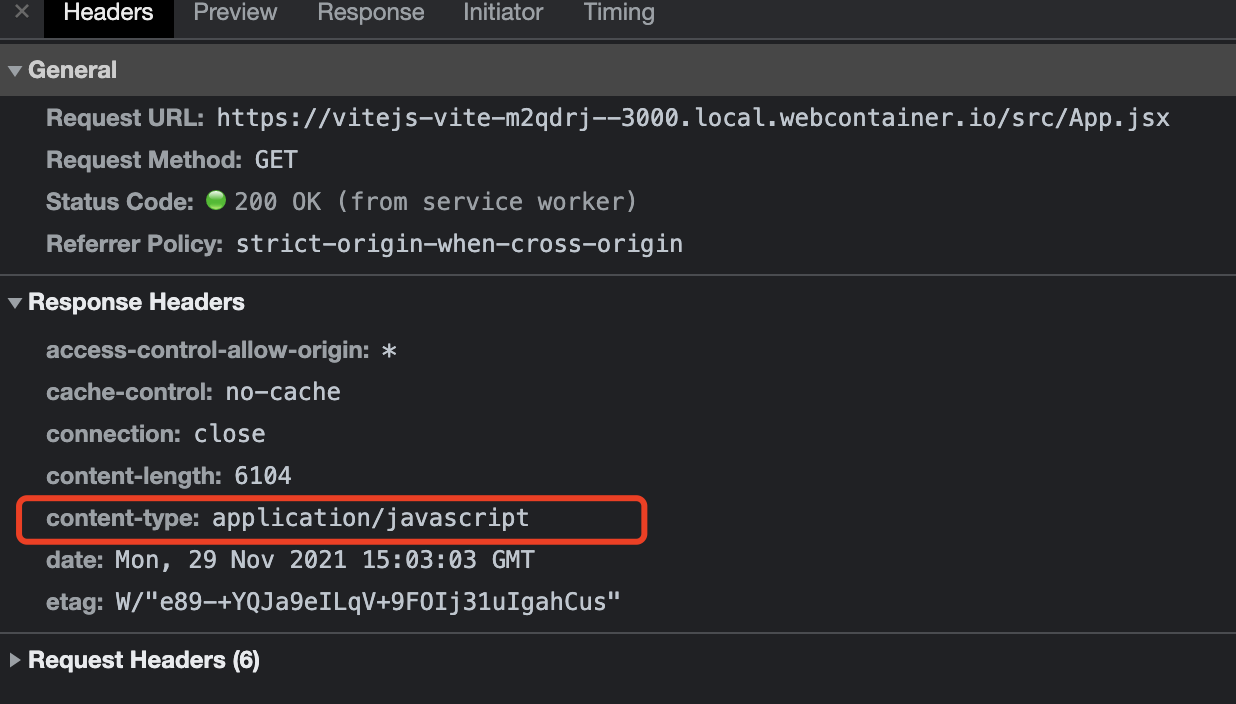 Headers Preview Response Initiator Timing
General
Request URL: https://vitejs-vite-m2qdrj--3000.local.webcontainer.io/src/App.jsx
Request Method: GET
Status Code: 200 OK (from service worker)
Referrer Policy: strict-origin-when-cross-origin
Response Headers
access-control-allow-origin: *
cache-control: no-cache
connection: close
content-length: 6104
content-type: application/javascript
date: Mon, 29 Nov 2021 15:03:03 GMT
etag: W/"e89-+YQJa9eILqV+9FOIj31uIgahCus"
Request Headers (6)